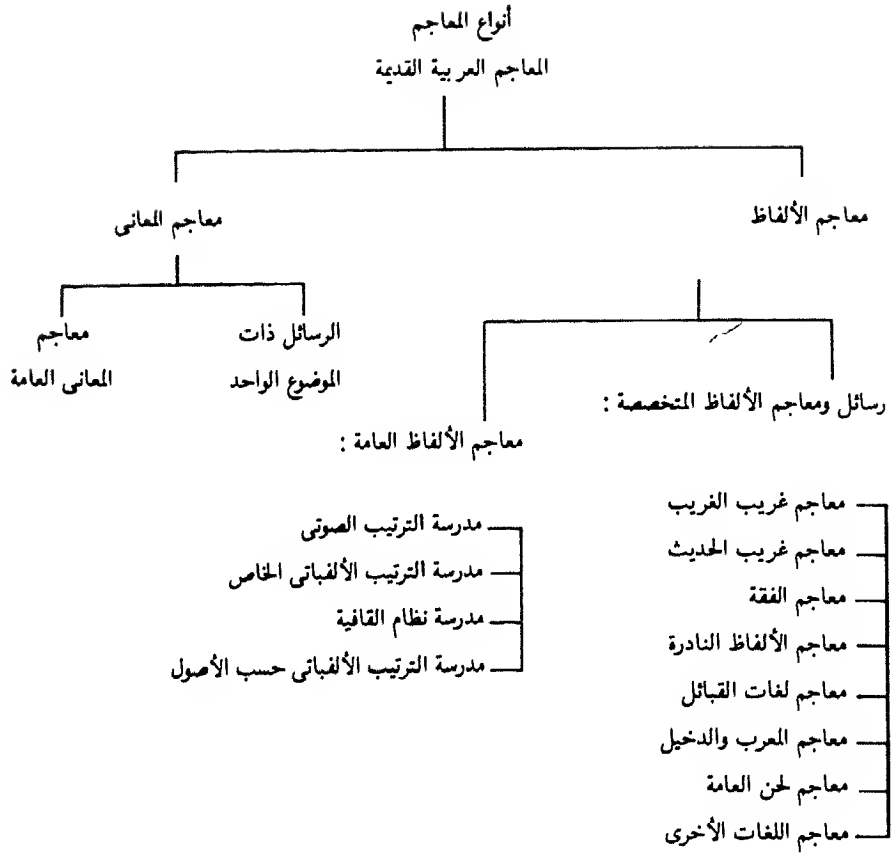 أنواع المعاجم
المعاجم العربية القديمة
معاجم الألفاظ
معاجم المعانى
رسائل ومعاجم الألفاظ المتخصصة :
معاجم غريب الغريب
معاجم غريب الحديث
معاجم الفقة
معاجم الألفاظ النادرة
معاجم لغات القبائل
معاجم المعرب والدخيل
معاجم لحن العامة
معاجم اللغات الأخرى
معاجم الألفاظ العامة :
مدرسة الترتيب الصوتى
مدرسة الترتيب الألفبائى الخاص
مدرسة نظام القافية
مدرسة الترتيب الألفبائى حسب الأصول
الرسائل ذات
الموضوع الواحد
معاجم
المعانى العامة